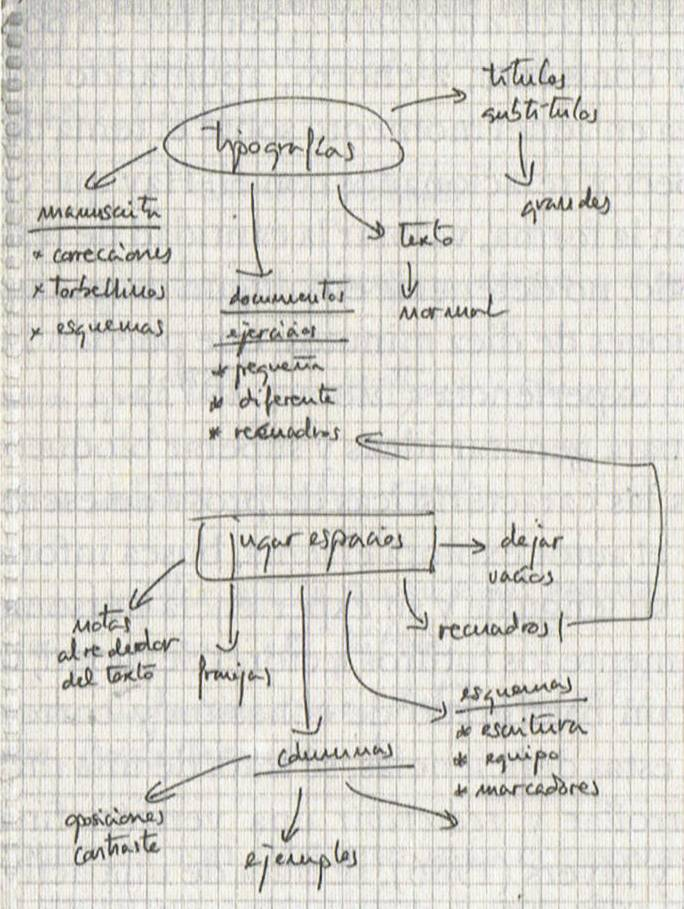 títulos
subtítulos
grandes
tipografías
manuscrita
* correcciones
* torbellinos
* esquemas
documentos
ejercicios
* pequeña
* diferente
* recuadros
texto
normal
jugar espacios
dejar
vacíos
recuadros
notas
alrededor
del texto
franjas
esquemas
* escritura
* equipo
* marcadores
columnas
oposiciones
contraste
ejemplos